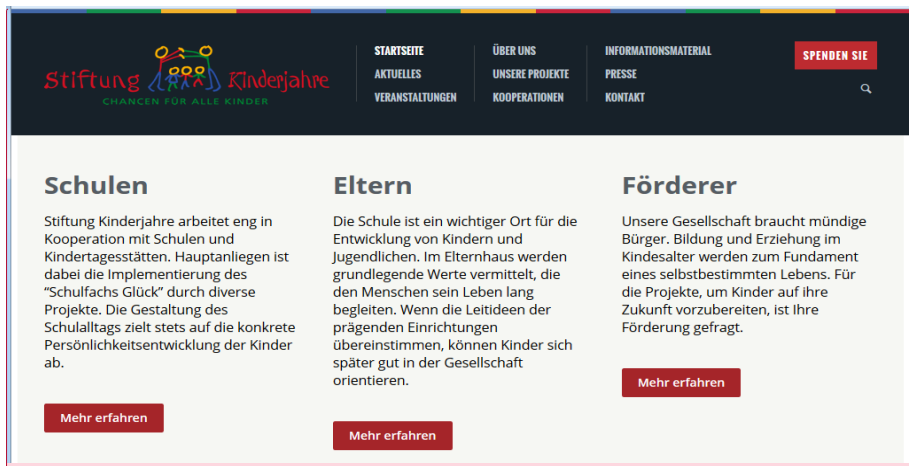 Stiftung Kinderjahre
CHANCEN FÜR ALLE KINDER
STARTSEITE
AKTUELLES
VERANSTALTUNGEN
ÜBER UNS
UNSERE PROJEKTE
KOOPERATIONEN
INFORMATIONSMATERIAL
PRESSE
KONTAKT
SPENDEN SIE
Schulen
Stiftung Kinderjahre arbeitet eng in
Kooperation mit Schulen und
Kindertagesstätten. Hauptanliegen ist
dabei die Implementierung des
“Schulfachs Glück” durch diverse
Projekte. Die Gestaltung des
Schulalltags zielt stets auf die konkrete
Persönlichkeitsentwicklung der Kinder
ab.
Mehr erfahren
Eltern
Die Schule ist ein wichtiger Ort für die
Entwicklung von Kindern und
Jugendlichen. Im Elternhaus werden
grundlegende Werte vermittelt, die
den Menschen sein Leben lang
begleiten. Wenn die Leitideen der
prägenden Einrichtungen
übereinstimmen, können Kinder sich
später gut in der Gesellschaft
orientieren.
Mehr erfahren
Förderer
Unsere Gesellschaft braucht mündige
Bürger. Bildung und Erziehung im
Kindesalter werden zum Fundament
eines selbstbestimmten Lebens. Für
die Projekte, um Kinder auf ihre
Zukunft vorzubereiten, ist Ihre
Förderung gefragt.
Mehr erfahren